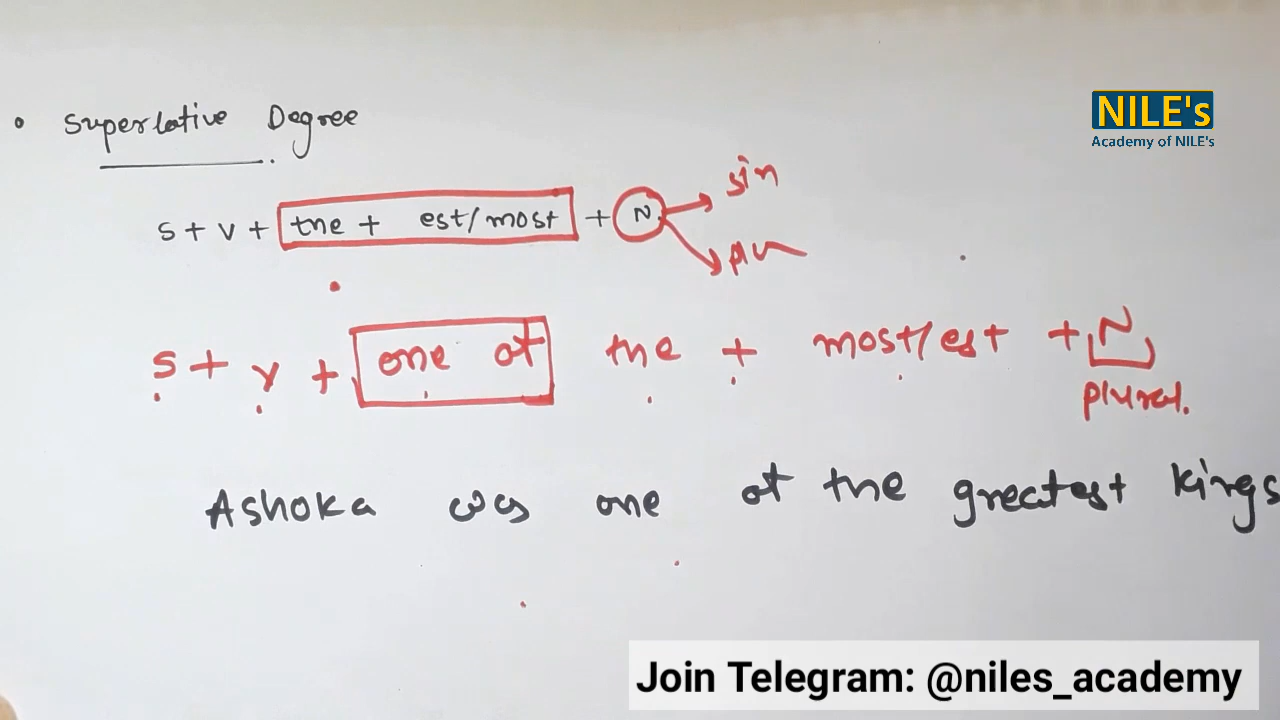 • Superlative Degree
NILE's
Academy of NILE's
S + V + the + est/most + N.
sin
plu
S + V + one of the + most/est + N
plural.
Ashoka was one of the greatest kings
Join Telegram: @niles_academy